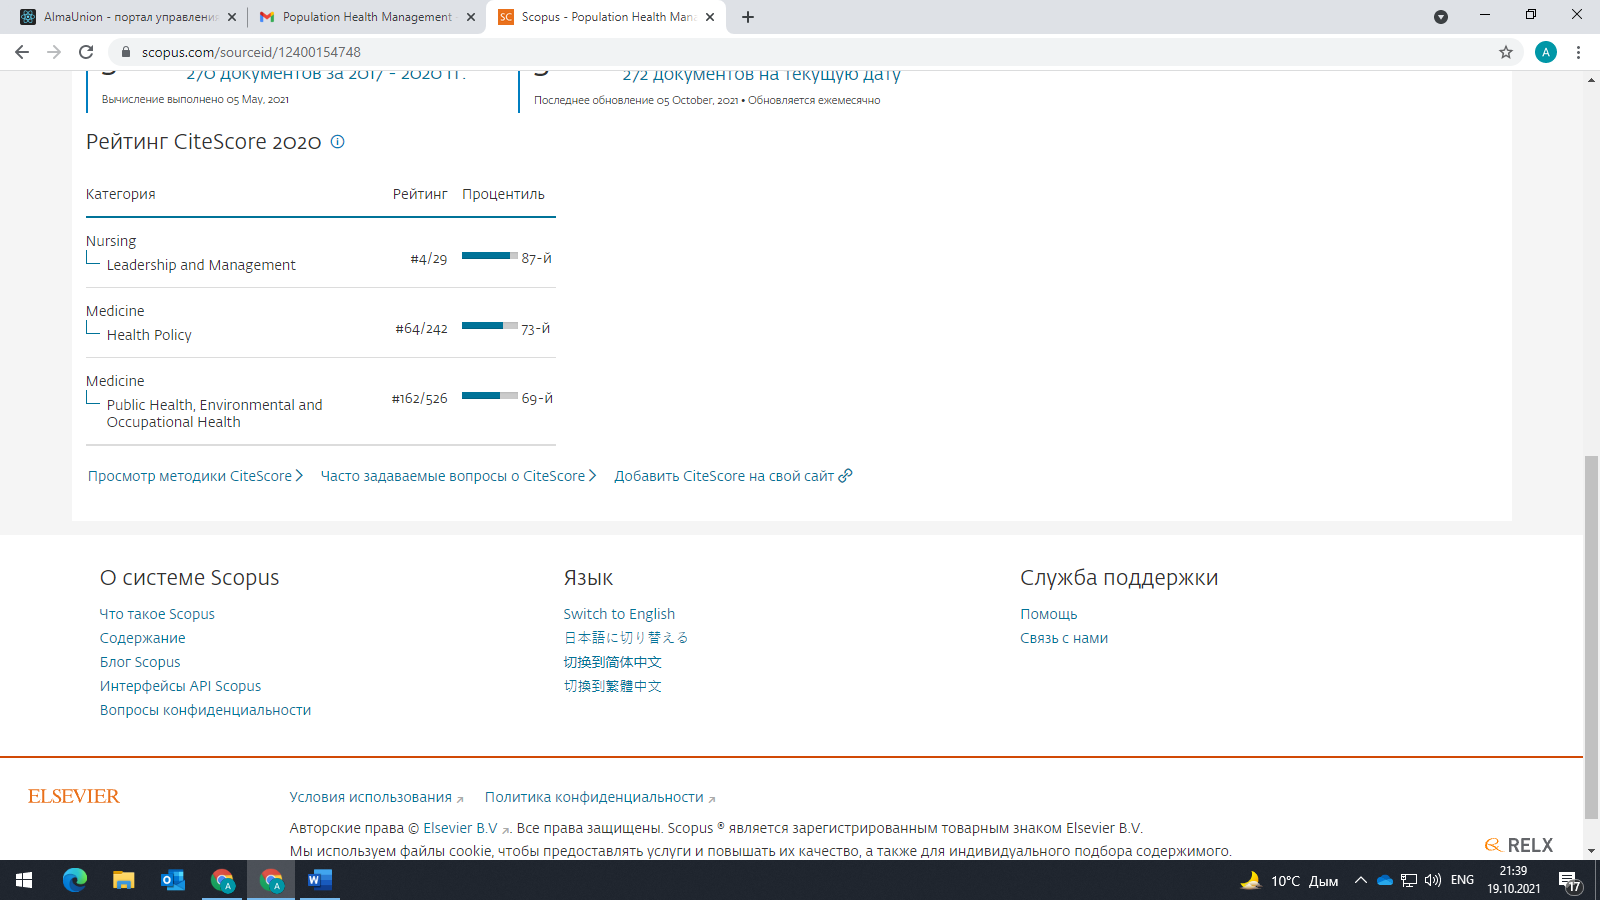 AlmaUnion - портал управления
Population Health Management
Scopus - Population Health Man
scopus.com/sourceid/12400154748
A
270 документов за 2017 - 2020 гг.
272 документов на текущую дату
Вычисление выполнено 05 May, 2021
Последнее обновление 05 October, 2021 • Обновляется ежемесячно
Рейтинг CiteScore 2020
Категория Рейтинг Процентиль
Nursing
Leadership and Management #4/29 87-й
Medicine
Health Policy #64/242 73-й
Medicine
Public Health, Environmental and #162/526 69-й
Occupational Health
Просмотр методики CiteScore Часто задаваемые вопросы о CiteScore Добавить CiteScore на свой сайт
О системе Scopus
Что такое Scopus
Содержание
Блог Scopus
Интерфейсы API Scopus
Вопросы конфиденциальности
Язык
Switch to English
日本語に切り替える
切换到简体中文
切換到繁體中文
Служба поддержки
Помощь
Связь с нами
ELSEVIER
Условия использования Политика конфиденциальности
Авторские права © Elsevier B.V. Все права защищены. Scopus ® является зарегистрированным товарным знаком Elsevier B.V.
Мы используем файлы cookie, чтобы предоставлять услуги и повышать их качество, а также для индивидуального подбора содержимого.
RELX
10°C Дым ENG 21:39
19.10.2021
17